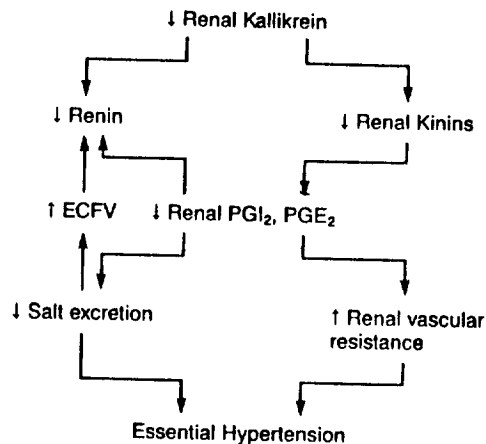 ↓ Renal Kallikrein
↓ Renin
↓ Renal Kinins
↑ ECFV
↓ Renal PGI₂, PGE₂
↓ Salt excretion
↑ Renal vascular
resistance
Essential Hypertension